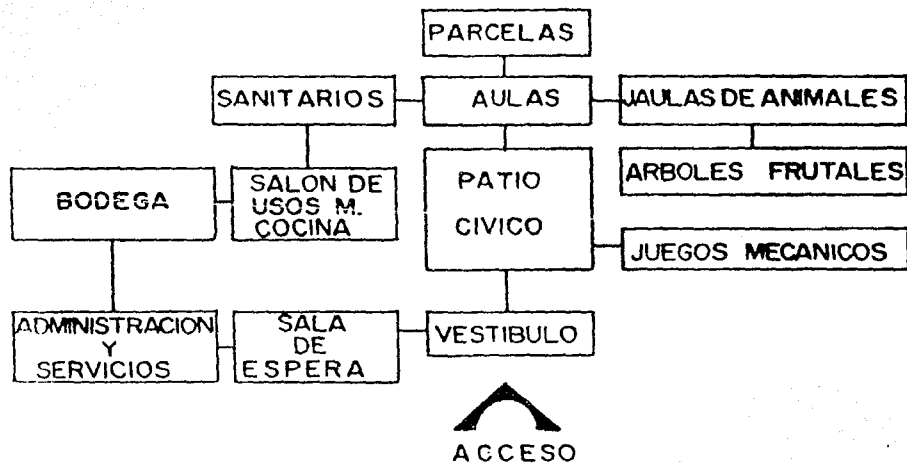 PARCELAS
SANITARIOS
AULAS
JAULAS DE ANIMALES
BODEGA
SALON DE
USOS M.
COCINA
PATIO
CIVICO
ARBOLES FRUTALES
JUEGOS MECANICOS
ADMINISTRACION
Y
SERVICIOS
SALA
DE
ESPERA
VESTIBULO
ACCESO